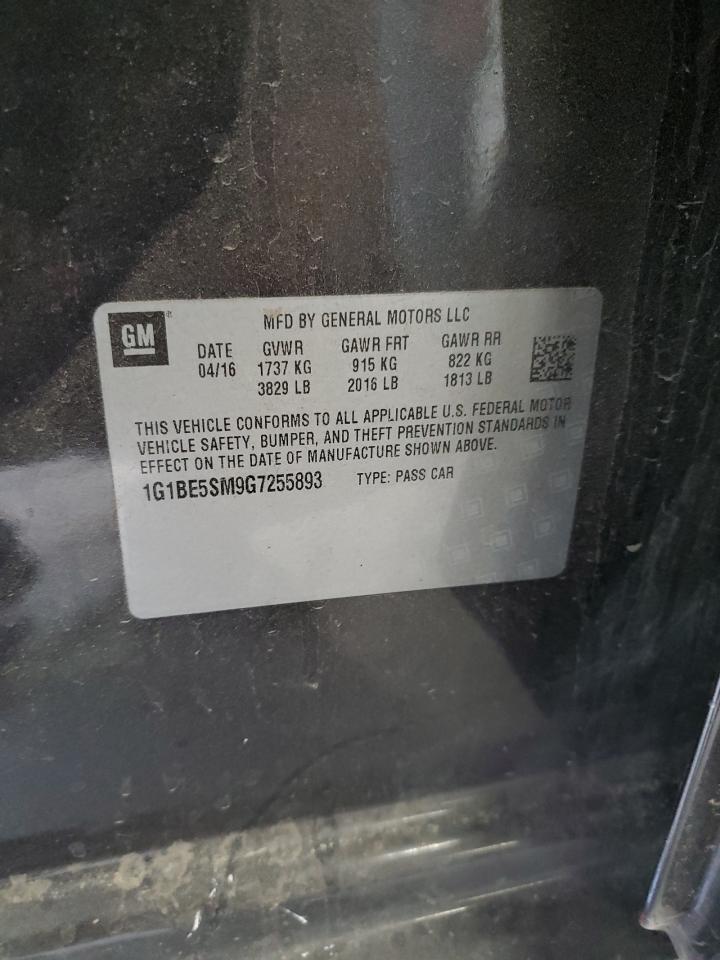 GM
MFD BY GENERAL MOTORS LLC
DATE GVWR GAWR FRT GAWR RR
04/16 1737 KG 915 KG 822 KG
3829 LB 2016 LB 1813 LB
THIS VEHICLE CONFORMS TO ALL APPLICABLE U.S. FEDERAL MOTOR
VEHICLE SAFETY, BUMPER, AND THEFT PREVENTION STANDARDS IN
EFFECT ON THE DATE OF MANUFACTURE SHOWN ABOVE.
1G1BE5SM9G7255893 TYPE: PASS CAR